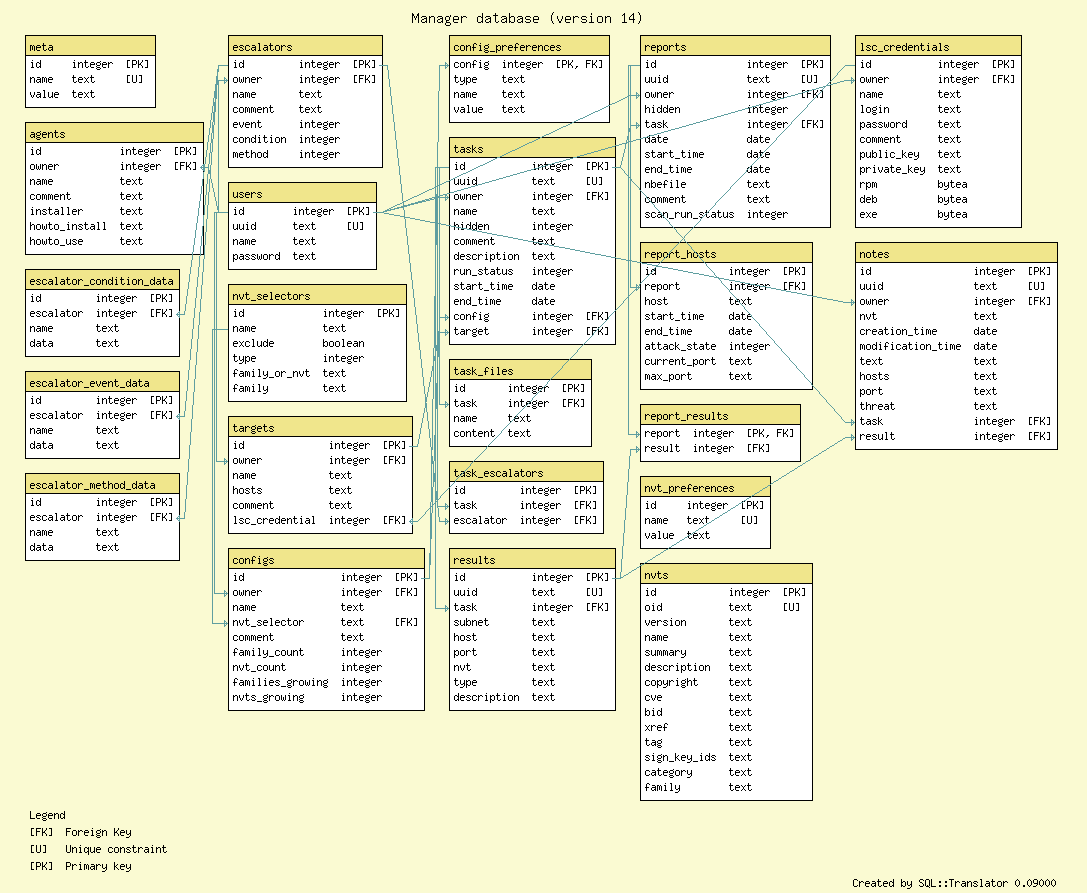 Manager database (version 14)
meta
id integer [PK]
name text [U]
value text
agents
id integer [PK]
owner integer [FK]
name text
comment text
installer text
howto_install text
howto_use text
escalator_condition_data
id integer [PK]
escalator integer [FK]
name text
data text
escalator_event_data
id integer [PK]
escalator integer [FK]
name text
data text
escalator_method_data
id integer [PK]
escalator integer [FK]
name text
data text
escalators
id integer [PK]
owner integer [FK]
name text
comment text
event integer
condition integer
method integer
users
id integer [PK]
uuid text [U]
name text
password text
nvt_selectors
id integer [PK]
name text
exclude boolean
type integer
family_or_nvt text
family text
targets
id integer [PK]
owner integer [FK]
name text
hosts text
comment text
lsc_credential integer [FK]
configs
id integer [PK]
owner integer [FK]
name text
nvt_selector text [FK]
comment text
family_count integer
nvt_count integer
families_growing integer
nvts_growing integer
config_preferences
config integer [PK, FK]
type text
name text
value text
tasks
id integer [PK]
uuid text [U]
owner integer [FK]
name text
hidden integer
comment text
description text
run_status integer
start_time date
end_time date
config integer [FK]
target integer [FK]
task_files
id integer [PK]
task integer [FK]
name text
content text
task_escalators
id integer [PK]
task integer [FK]
escalator integer [FK]
results
id integer [PK]
uuid text [U]
task integer [FK]
subnet text
host text
port text
nvt text
type text
description text
reports
id integer [PK]
uuid text [U]
owner integer [FK]
hidden integer
task integer [FK]
date date
start_time date
end_time date
nbefile text
comment text
scan_run_status integer
report_hosts
id integer [PK]
report integer [FK]
host text
start_time date
end_time date
attack_state integer
current_port text
max_port text
report_results
report integer [PK, FK]
result integer [FK]
nvt_preferences
id integer [PK]
name text [U]
value text
nvts
id integer [PK]
oid text [U]
version text
name text
summary text
description text
copyright text
cve text
bid text
xref text
tag text
sign_key_ids text
category text
family text
lsc_credentials
id integer [PK]
owner integer [FK]
name text
login text
password text
comment text
public_key text
private_key text
rpm bytea
deb bytea
exe bytea
notes
id integer [PK]
uuid text [U]
owner integer [FK]
nvt text
creation_time date
modification_time date
text text
hosts text
port text
threat text
task integer [FK]
result integer [FK]
Legend
[FK] Foreign Key
[U] Unique constraint
[PK] Primary key
Created by SQL::Translator 0.09000